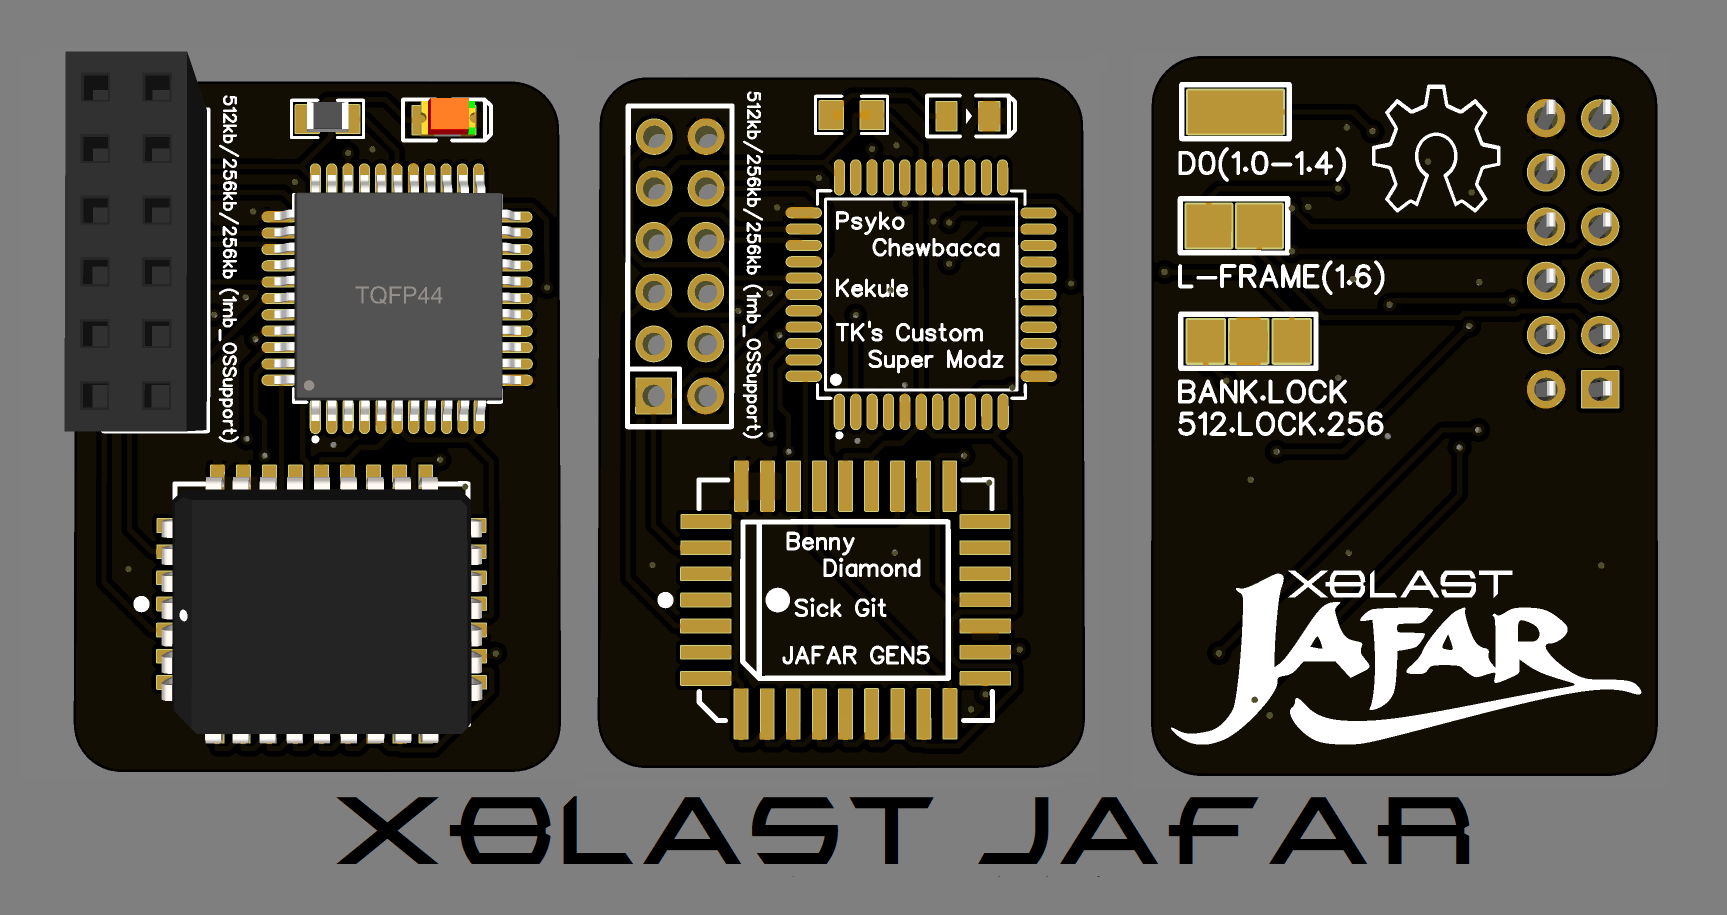 512kb/256kb/256kb (1mb_OSSupport)
TQFP44
512kb/256kb/256kb (1mb_OSSupport)
Psyko
Chewbacca
Kekule
TK's Custom
Super Modz
Benny
Diamond
Sick Git
JAFAR GEN5
D0(1.0-1.4)
L-FRAME(1.6)
BANK.LOCK
512.LOCK.256
XBLAST
JAFAR
XBLAST JAFAR